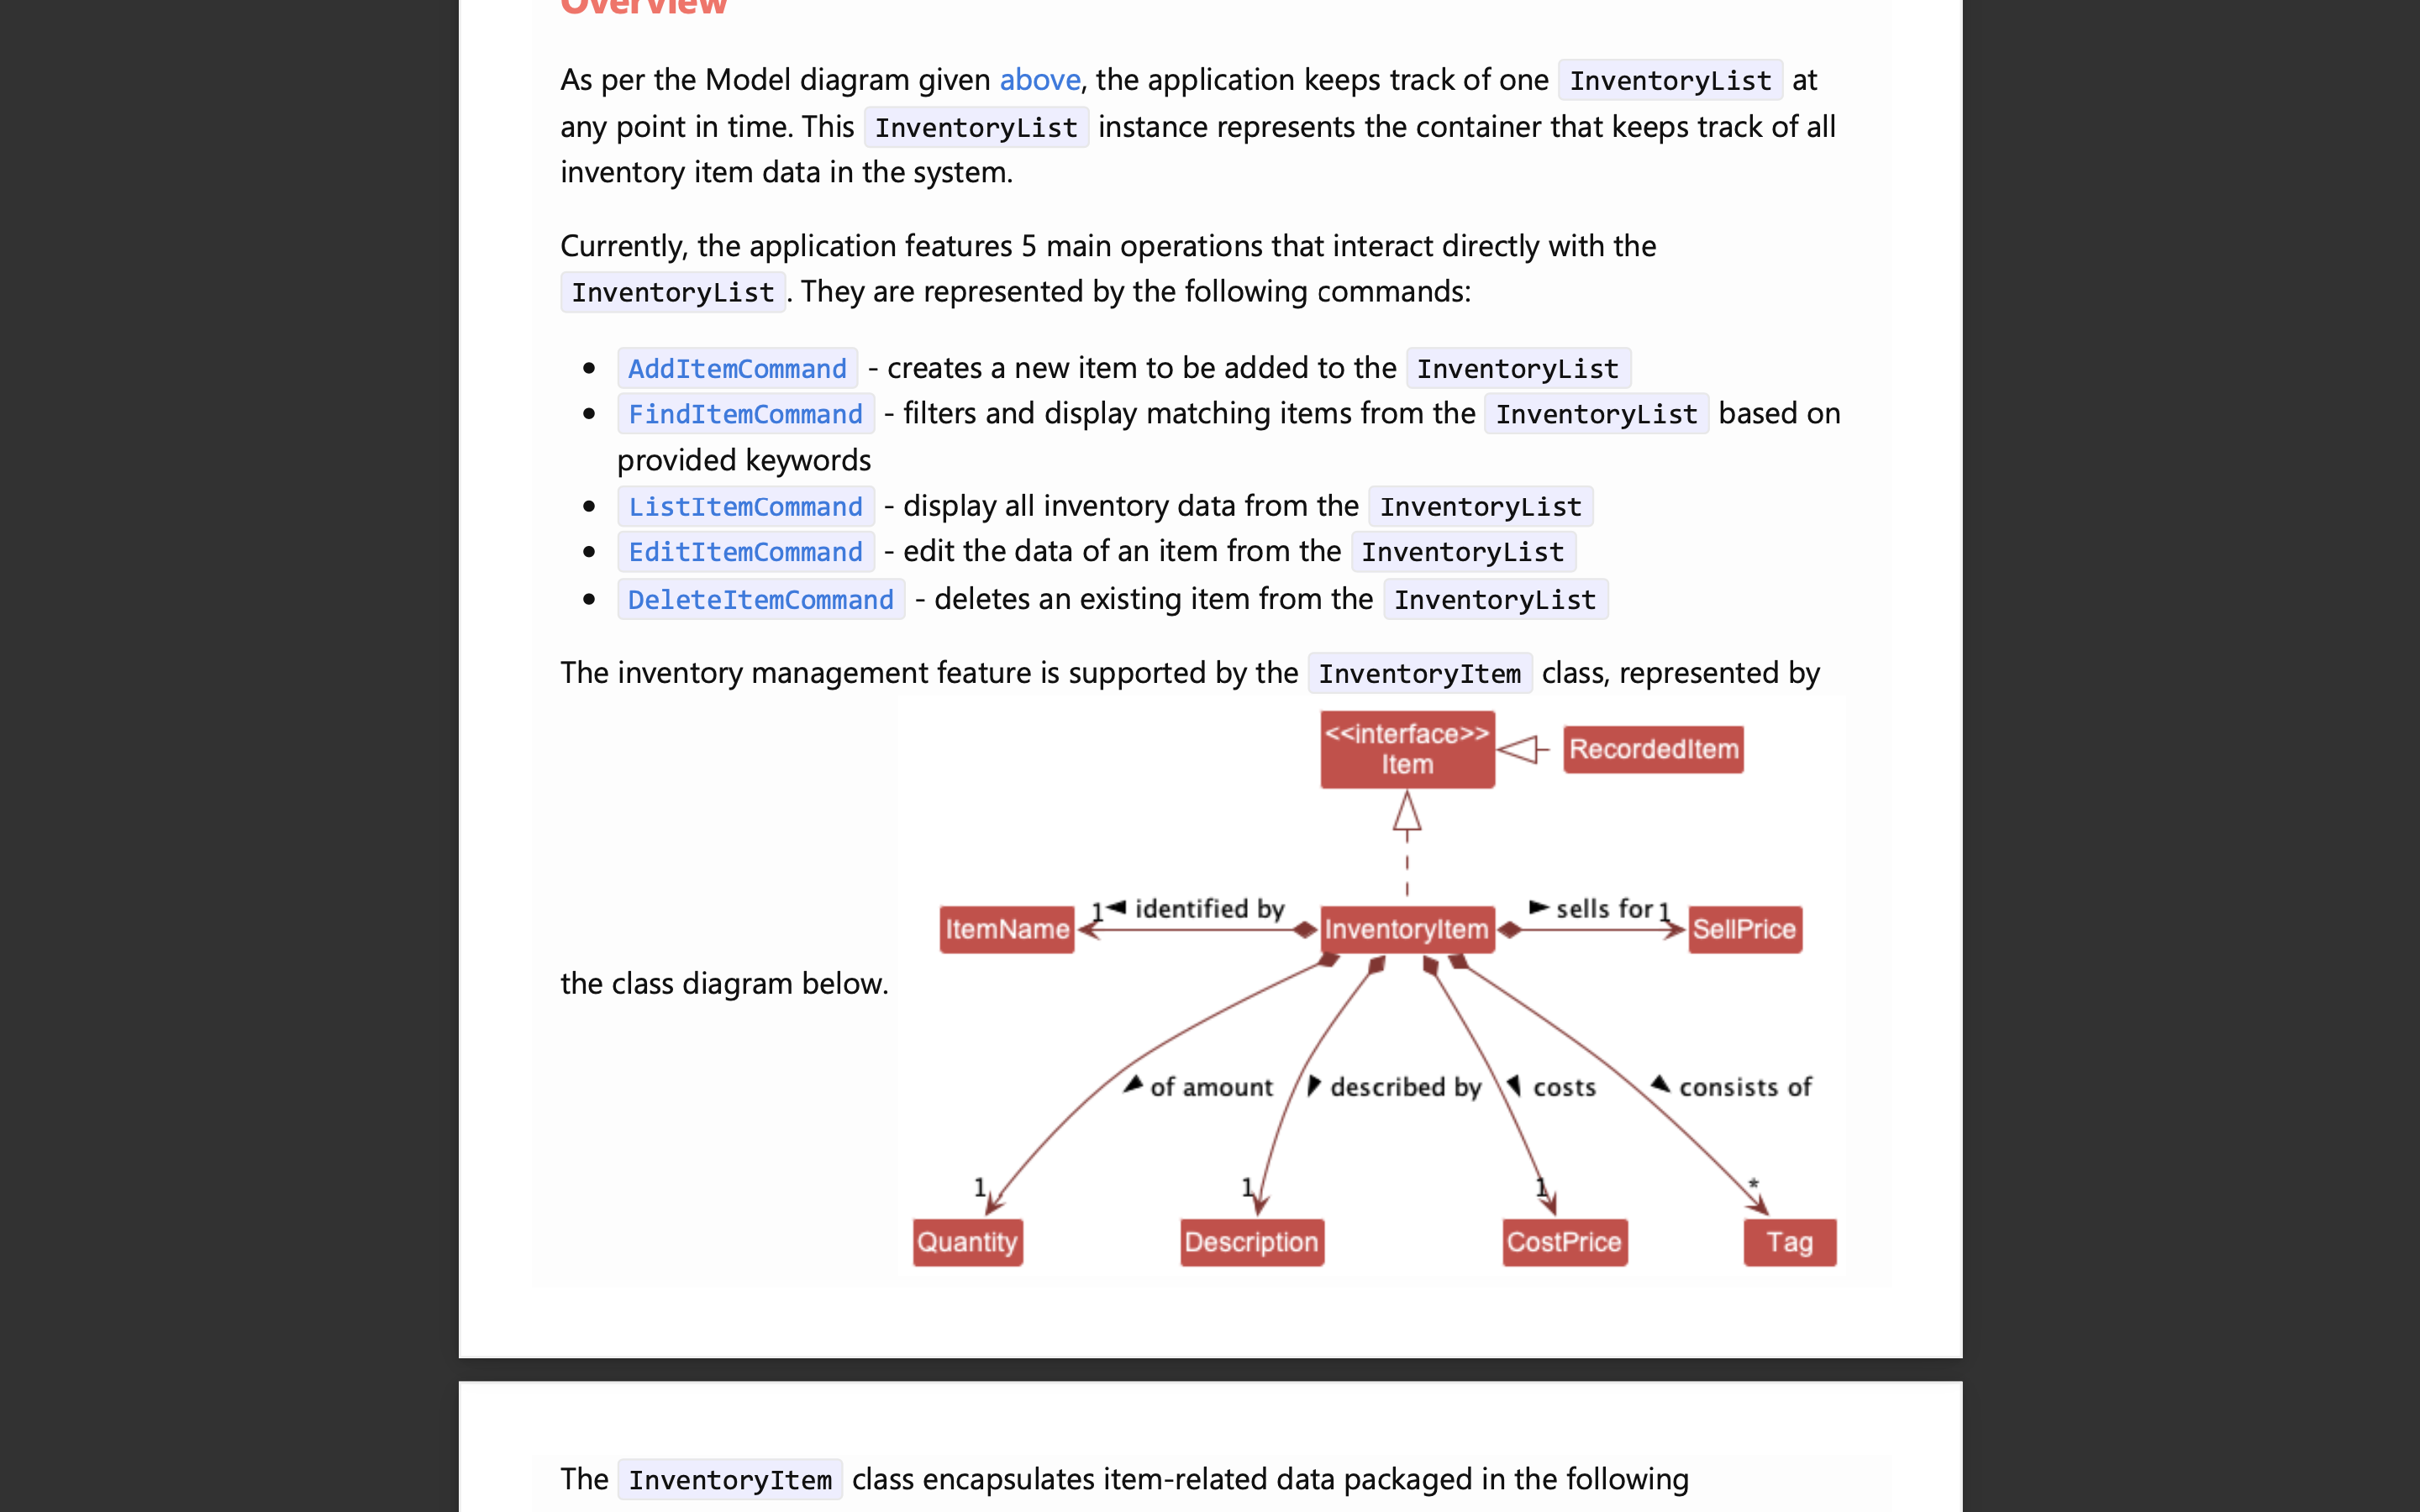 Overview
As per the Model diagram given above, the application keeps track of one InventoryList at
any point in time. This InventoryList instance represents the container that keeps track of all
inventory item data in the system.
Currently, the application features 5 main operations that interact directly with the
InventoryList. They are represented by the following commands:
AddItemCommand - creates a new item to be added to the InventoryList
FindItemCommand - filters and display matching items from the InventoryList based on
provided keywords
ListItemCommand - display all inventory data from the InventoryList
EditItemCommand - edit the data of an item from the InventoryList
DeleteItemCommand - deletes an existing item from the InventoryList
The inventory management feature is supported by the InventoryItem class, represented by
<<interface>>
Item
RecordedItem
1 identified by
sells for 1
ItemName
InventoryItem
SellPrice
the class diagram below.
of amount
described by
costs
consists of
1
1
1
*
Quantity
Description
CostPrice
Tag
The InventoryItem class encapsulates item-related data packaged in the following